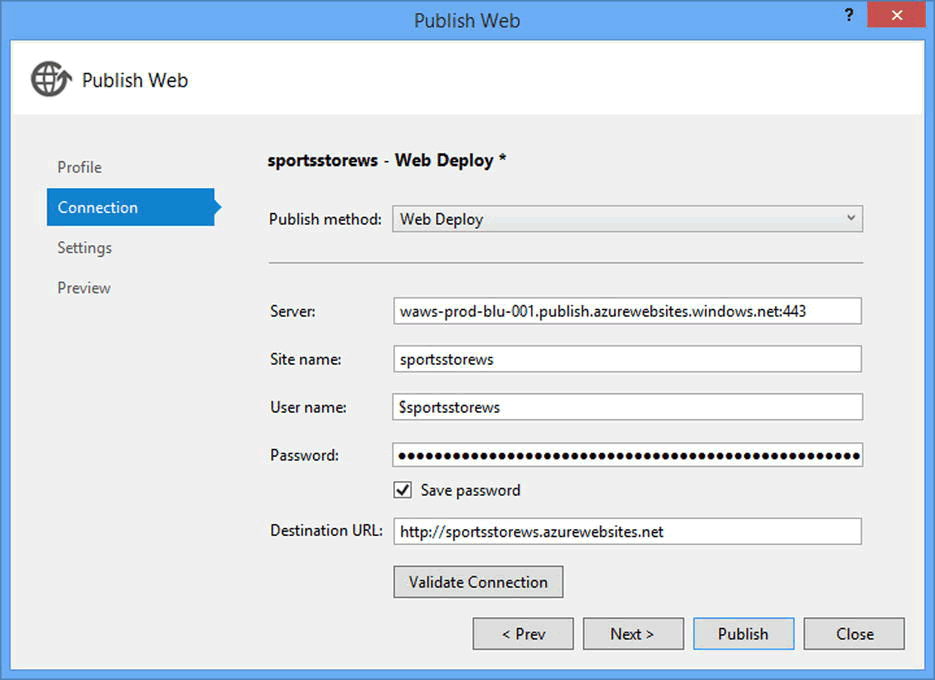 Publish Web
?
Publish Web
Profile
Connection
Settings
Preview
sportsstorews - Web Deploy *
Publish method: Web Deploy
Server: waws-prod-blu-001.publish.azurewebsites.windows.net:443
Site name: sportsstorews
User name: $sportsstorews
Password: ●●●●●●●●●●●●●●●●●●●●●●●●●●●●●●●●●●●●●●●●●●●●●●●●●●●
Save password
Destination URL: http://sportsstorews.azurewebsites.net
Validate Connection
< Prev Next > Publish Close